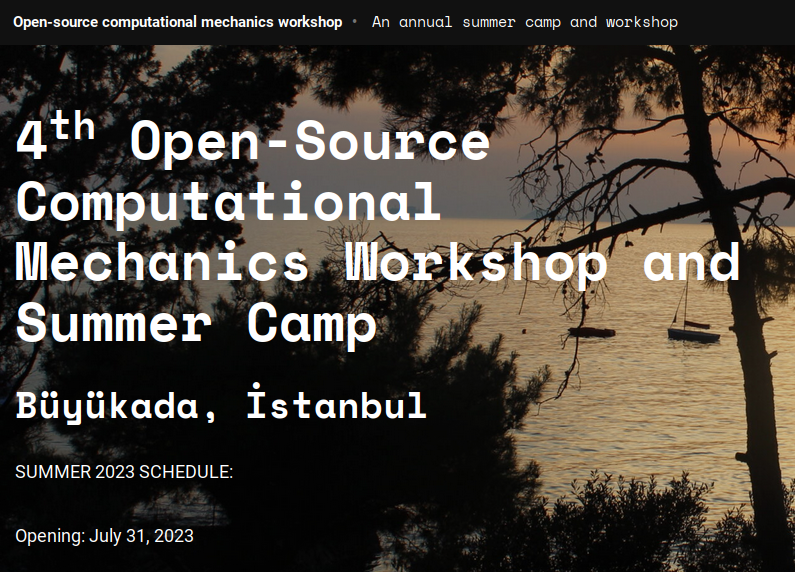 Open-source computational mechanics workshop • An annual summer camp and workshop
4th Open-Source
Computational
Mechanics Workshop and
Summer Camp
Büyükada, İstanbul
SUMMER 2023 SCHEDULE:
Opening: July 31, 2023